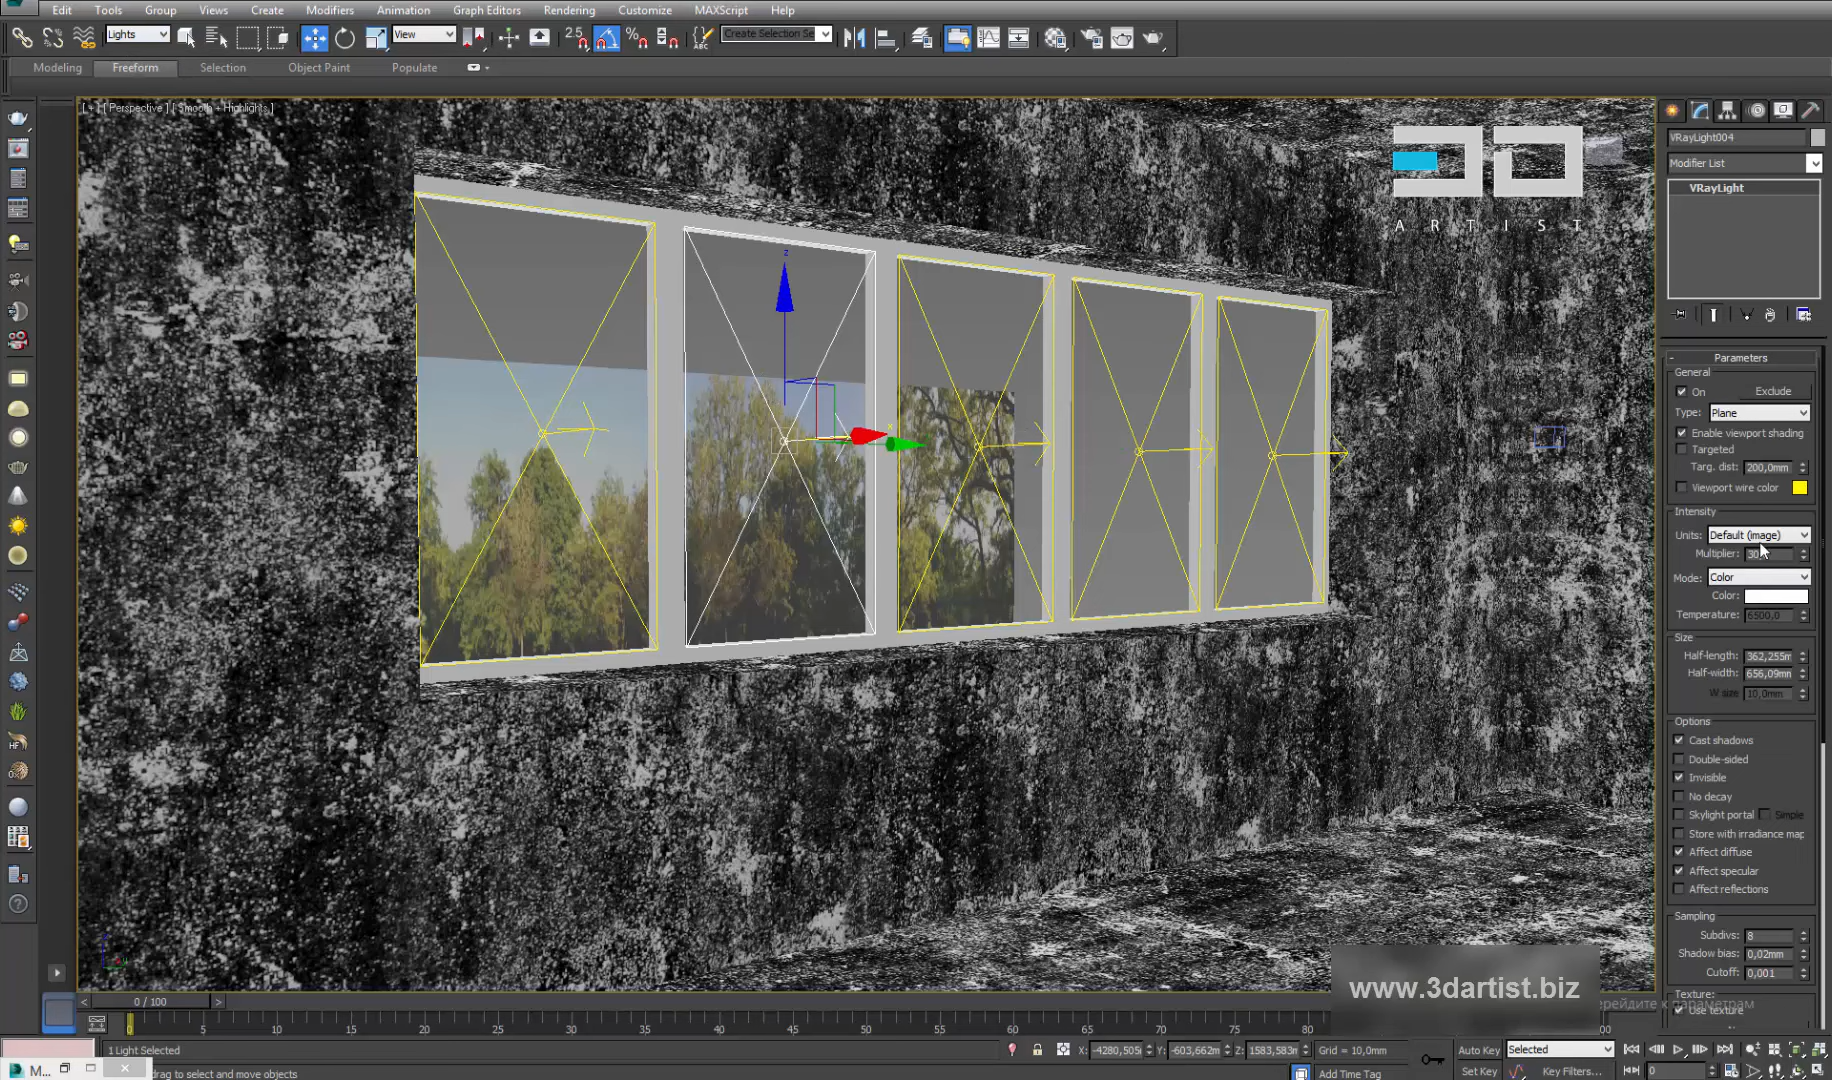 Edit Tools Group Views Create Modifiers Animation Graph Editors Rendering Customize MAXScript Help
Lights View 2.5 Create Selection Se
Modeling Freeform Selection Object Paint Populate
[ + ] [ Perspective ] [ Smooth + Highlights ]
ARTIST
VRayLight004
Modifier List
VRayLight
- Parameters
General
On Exclude
Type: Plane
Enable viewport shading
Targeted
Targ. dist: 200,0mm
Viewport wire color
Intensity
Units: Default (image)
Multiplier:
Mode: Color
Color:
Temperature: 6500,0
Size
Half-length: 362,255m
Half-width: 656,09mm
W size 10,0mm
Options
Cast shadows
Double-sided
Invisible
No decay
Skylight portal Simple
Store with irradiance map
Affect diffuse
Affect specular
Affect reflections
Sampling
Subdivs: 8
Shadow bias: 0,02mm
Cutoff: 0,001
Texture:
Use texture
z
x
HF
www.3dartist.biz
ерейдите к параметрам
< 0 / 100 >
0 5 10 15 20 25 30 35 40 45 50 55 60 65 70 75 80
1 Light Selected X: -4280,505 Y: -603,662m Z: 1583,583m Grid = 10,0mm Auto Key Selected
M... drag to select and move objects Add Time Tag Set Key Key Filters... 0